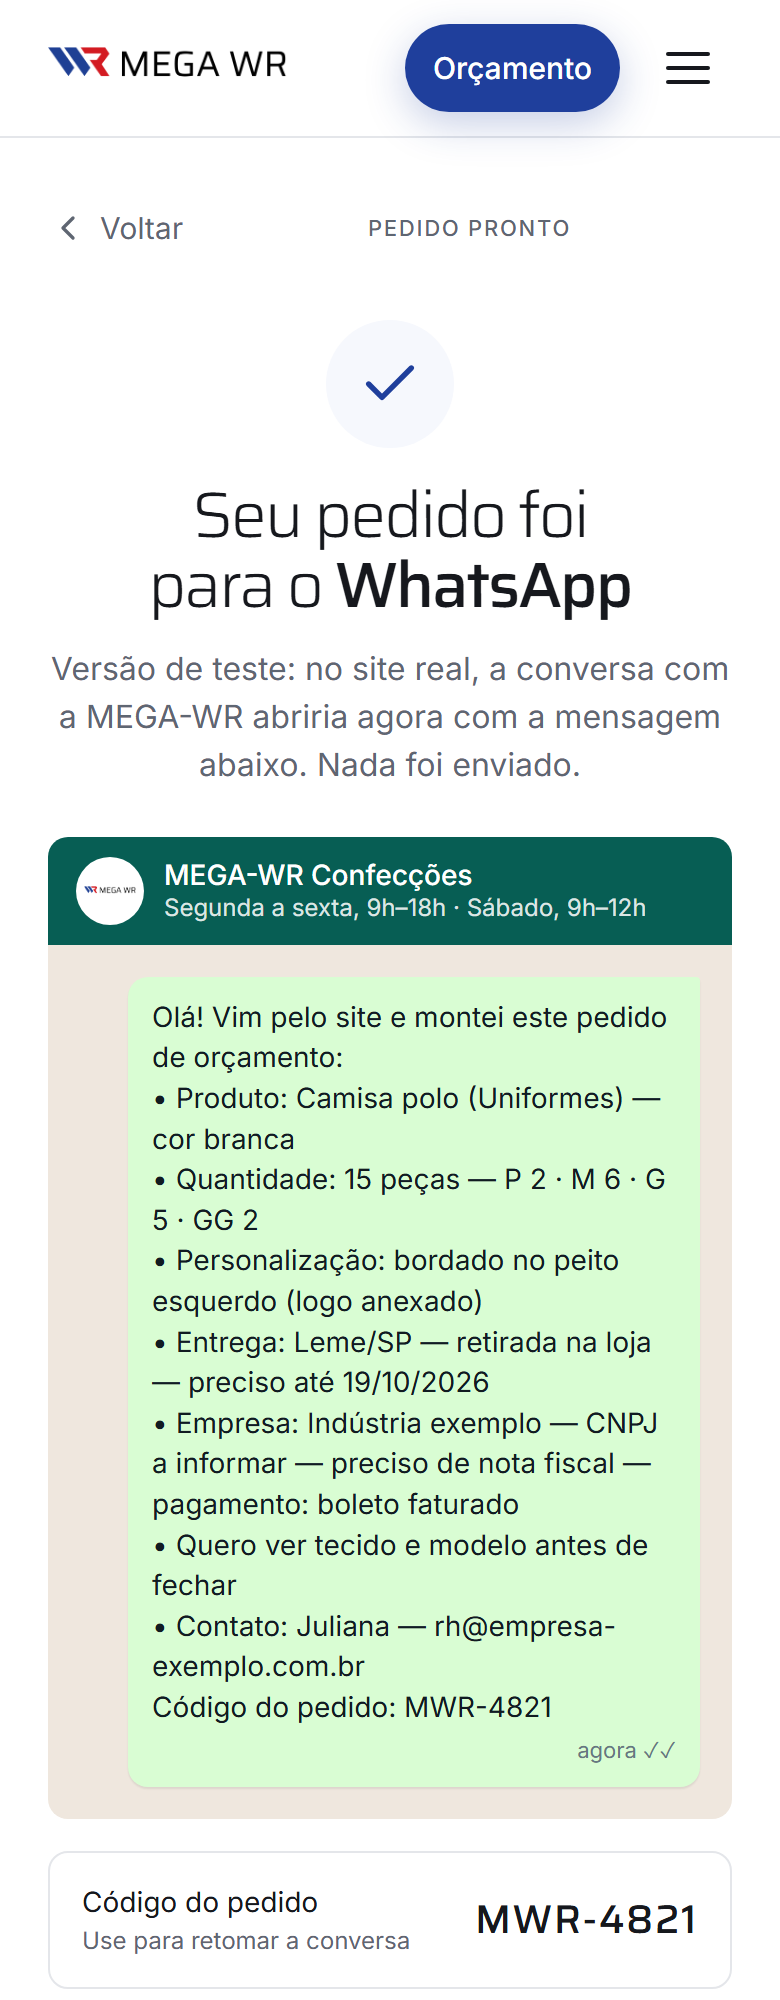 MEGA WR
Orçamento
Voltar
PEDIDO PRONTO
Seu pedido foi
para o WhatsApp
Versão de teste: no site real, a conversa com
a MEGA-WR abriria agora com a mensagem
abaixo. Nada foi enviado.
MEGA WR
MEGA-WR Confecções
Segunda a sexta, 9h–18h · Sábado, 9h–12h
Olá! Vim pelo site e montei este pedido
de orçamento:
• Produto: Camisa polo (Uniformes) —
cor branca
• Quantidade: 15 peças — P 2 · M 6 · G
5 · GG 2
• Personalização: bordado no peito
esquerdo (logo anexado)
• Entrega: Leme/SP — retirada na loja
— preciso até 19/10/2026
• Empresa: Indústria exemplo — CNPJ
a informar — preciso de nota fiscal —
pagamento: boleto faturado
• Quero ver tecido e modelo antes de
fechar
• Contato: Juliana — rh@empresa-
exemplo.com.br
Código do pedido: MWR-4821
agora ✓✓
Código do pedido
Use para retomar a conversa
MWR-4821